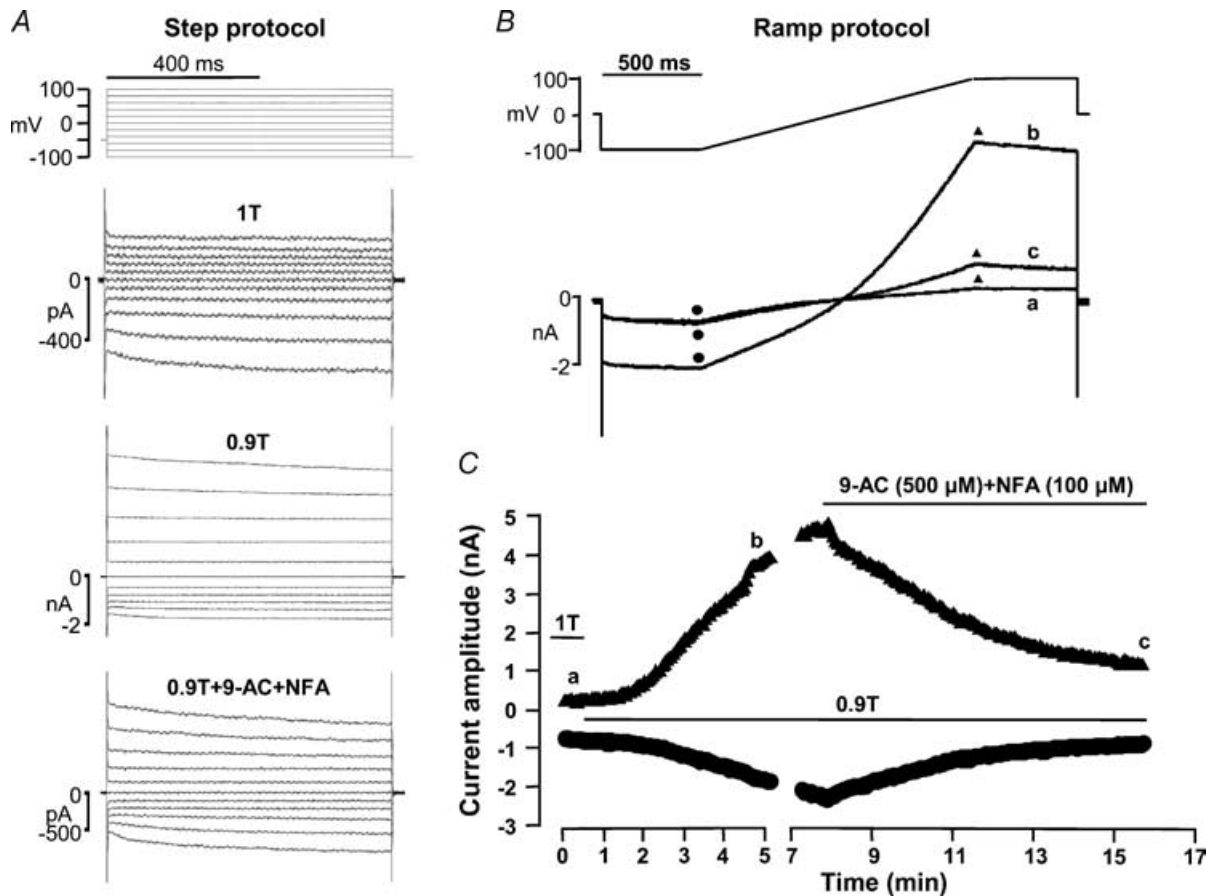 A
Step protocol
400 ms
100
mV 0
-100
1T
0
pA
-400
0.9T
0
nA
-2
0.9T+9-AC+NFA
0
pA
-500
B
Ramp protocol
500 ms
100
mV 0
-100
b
c
a
0
nA
-2
C
9-AC (500 µM)+NFA (100 µM)
Current amplitude (nA)
5
4
3
2
1
0
-1
-2
-3
1T
a
b
c
0.9T
0 1 2 3 4 5 7 9 11 13 15 17
Time (min)